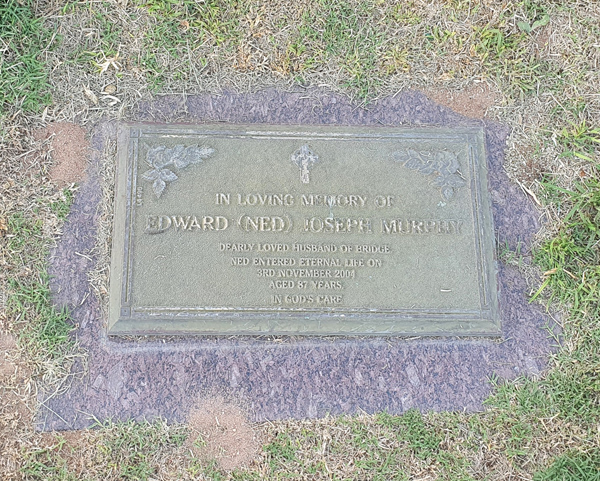 IN LOVING MEMORY OF
EDWARD (NED) JOSEPH MURPHY
DEARLY LOVED HUSBAND OF BRIDGE
NED ENTERED ETERNAL LIFE ON
3RD NOVEMBER 2004
AGED 87 YEARS
IN GOD'S CARE